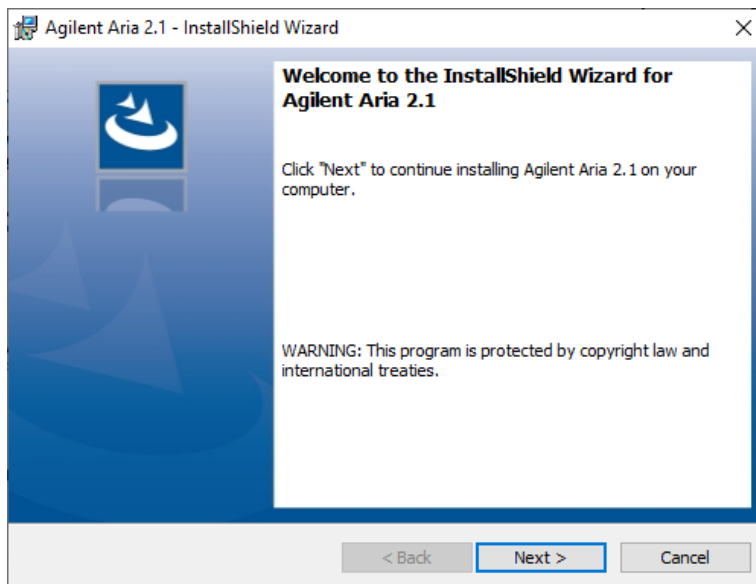 Agilent Aria 2.1 - InstallShield Wizard
Welcome to the InstallShield Wizard for
Agilent Aria 2.1
Click "Next" to continue installing Agilent Aria 2.1 on your
computer.
WARNING: This program is protected by copyright law and
international treaties.
< Back
Next >
Cancel